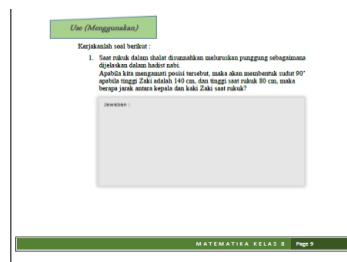 Use (Menggunakan)
Kerjakanlah soal berikut :
1. Saat rukuk dalam shalat disunnahkan meluruskan punggung sebagaimana
dijelaskan dalam hadist nabi.
Apabila kita mengamati posisi tersebut, maka akan membentuk sudut 90°
apabila tinggi Zaki adalah 140 cm, dan tinggi saat rukuk 80 cm, maka
berapa jarak antara kepala dan kaki Zaki saat rukuk?
Jawaban :
MATEMATIKA KELAS 8 Page 9